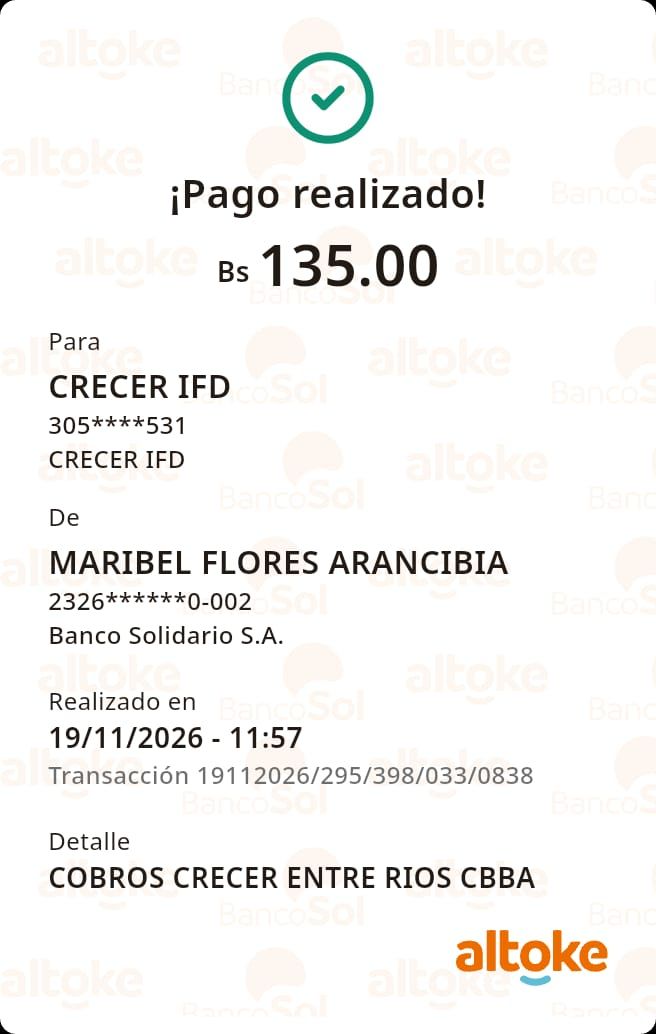 ¡Pago realizado!
Bs 135.00
Para
CRECER IFD
305****531
CRECER IFD
De
MARIBEL FLORES ARANCIBIA
2326******0-002
Banco Solidario S.A.
Realizado en
19/11/2026 - 11:57
Transacción 19112026/295/398/033/0838
Detalle
COBROS CRECER ENTRE RIOS CBBA
altoke